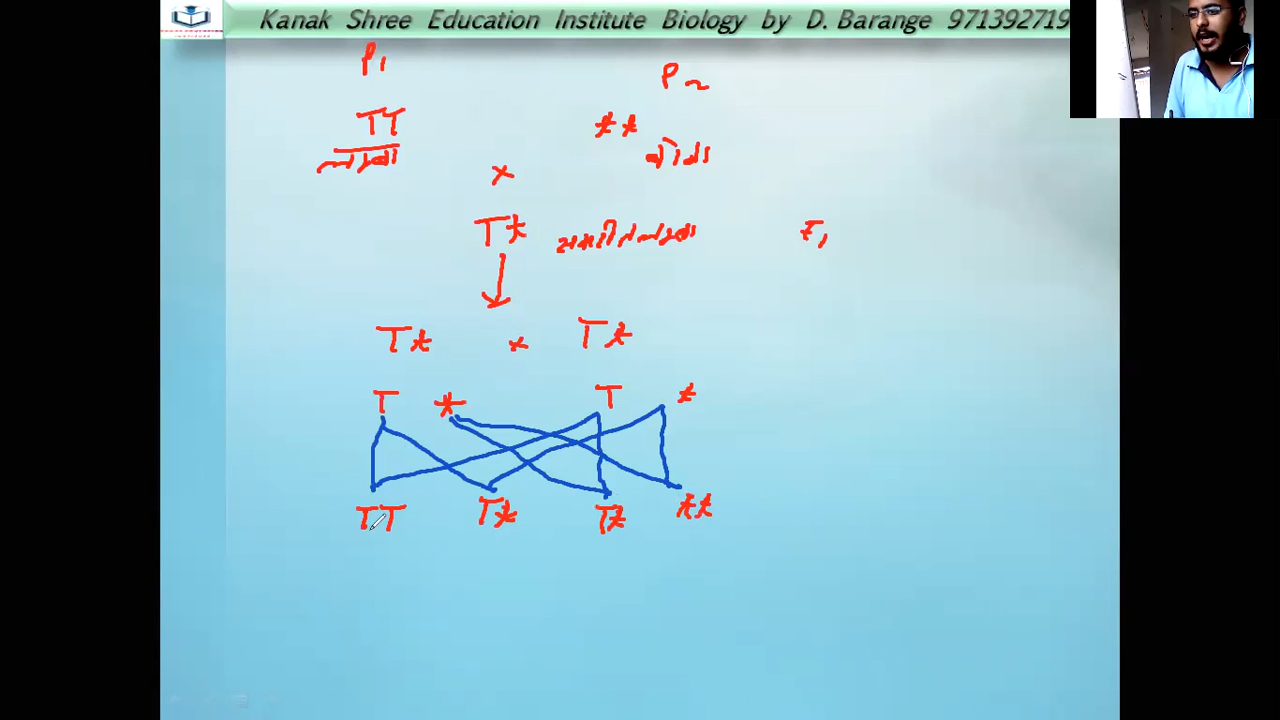 Kanak Shree Education Institute Biology by D. Barange 971392719
P1 P2
TT tt
x
Tt F1
Tt x Tt
T t T t
TT Tt Tt tt